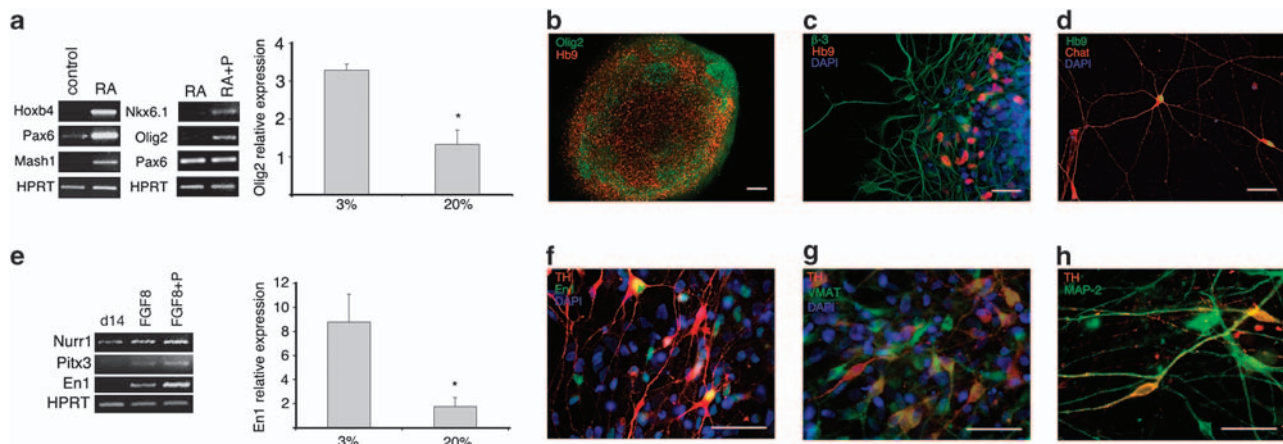 a
control
RA
Hoxb4
Pax6
Mash1
HPRT
RA
RA+P
Nkx6.1
Olig2
Pax6
HPRT
Olig2 relative expression
4
3
2
1
*
3%
20%
b
Olig2
Hb9
c
β-3
Hb9
DAPI
d
Hb9
Chat
DAPI
e
d14
FGF8
FGF8+P
Nurr1
Pitx3
En1
HPRT
En1 relative expression
12
10
8
6
4
2
*
3%
20%
f
TH
En1
DAPI
g
TH
VMAT
DAPI
h
TH
MAP-2